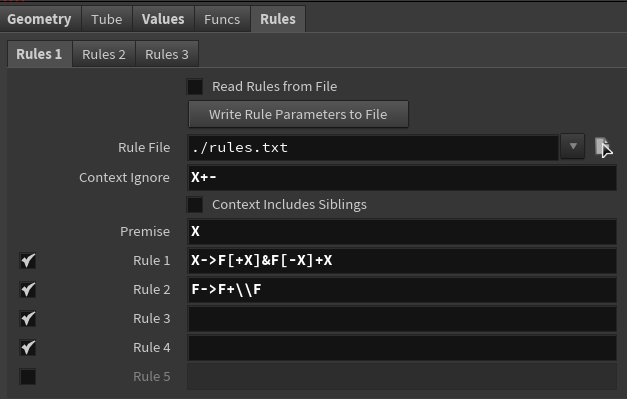 Geometry Tube Values Funcs Rules
Rules 1 Rules 2 Rules 3
Read Rules from File
Write Rule Parameters to File
Rule File ./rules.txt
Context Ignore X+-
Context Includes Siblings
Premise X
Rule 1 X->F[+X]&F[-X]+X
Rule 2 F->F+\\F
Rule 3
Rule 4
Rule 5